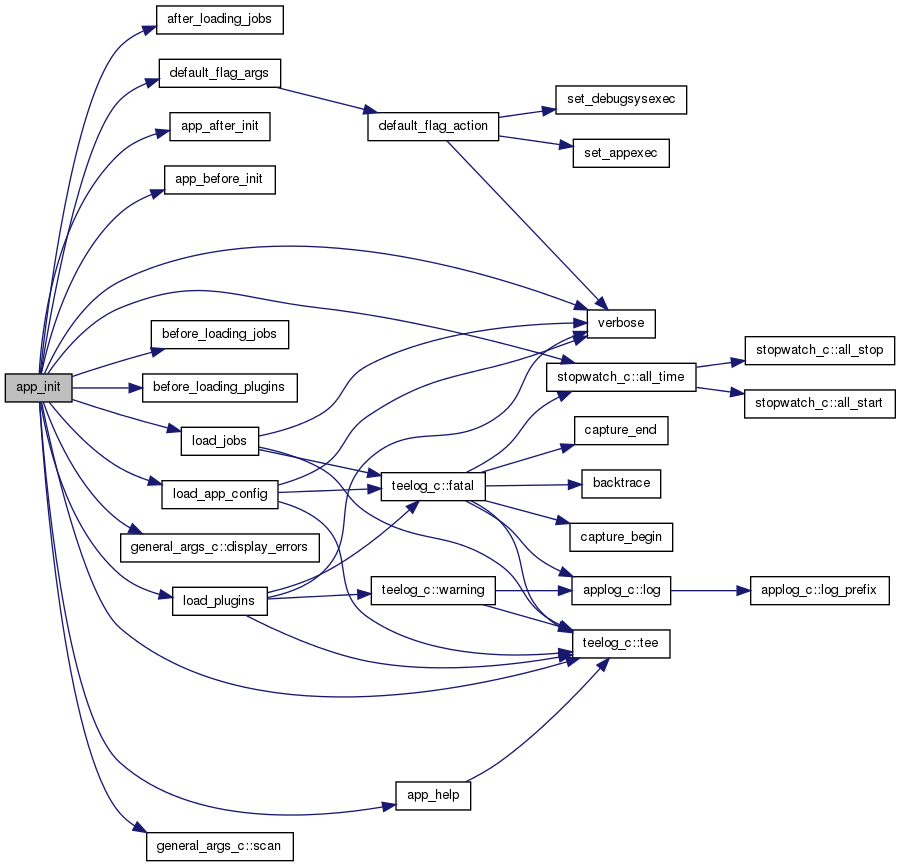 after_loading_jobs
default_flag_args
set_debugsysexec
app_after_init
default_flag_action
set_appexec
app_before_init
verbose
before_loading_jobs
stopwatch_c::all_stop
stopwatch_c::all_time
app_init
before_loading_plugins
stopwatch_c::all_start
capture_end
load_jobs
backtrace
teelog_c::fatal
load_app_config
capture_begin
general_args_c::display_errors
teelog_c::warning
applog_c::log
applog_c::log_prefix
load_plugins
teelog_c::tee
app_help
general_args_c::scan